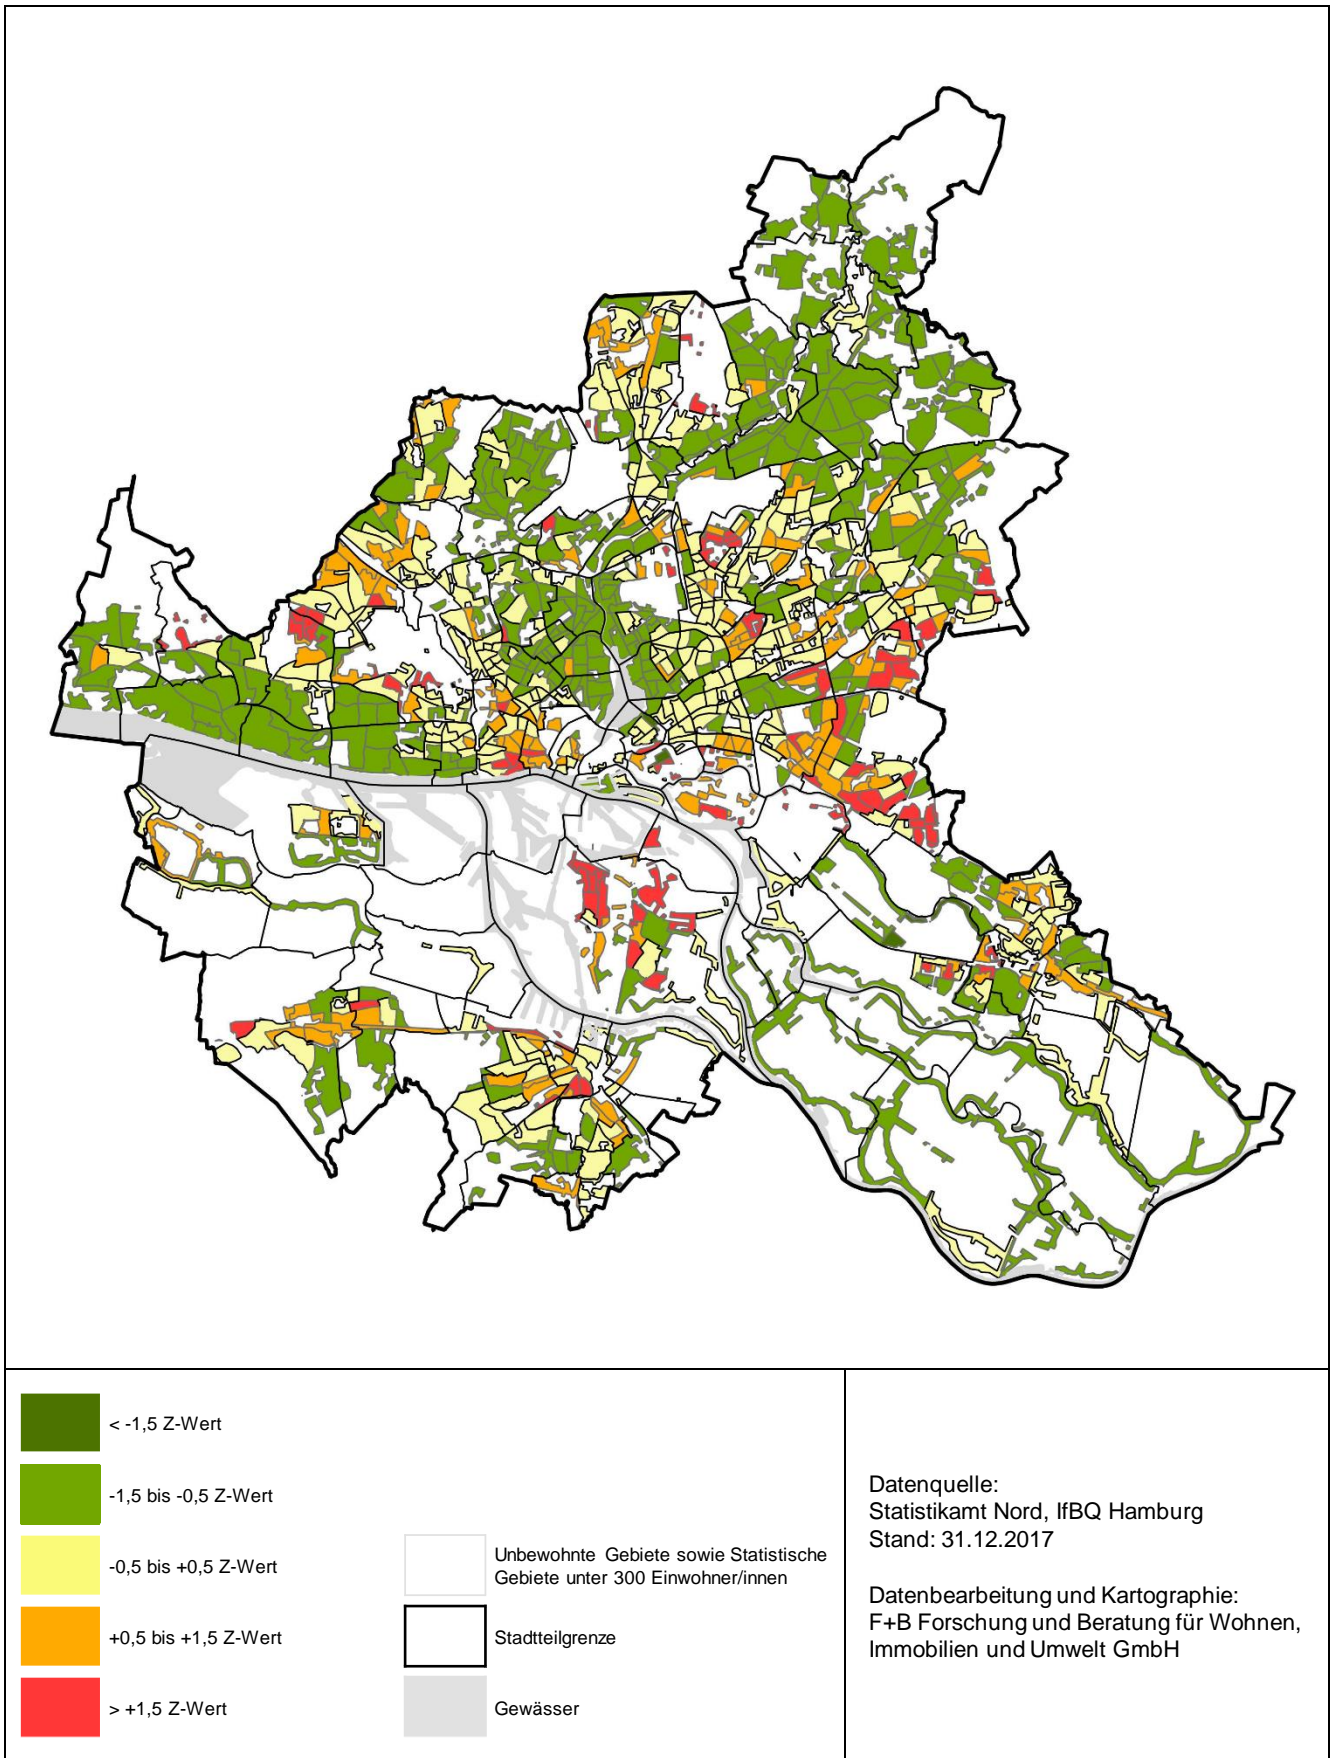 < -1,5 Z-Wert
-1,5 bis -0,5 Z-Wert
-0,5 bis +0,5 Z-Wert
+0,5 bis +1,5 Z-Wert
> +1,5 Z-Wert
Unbewohnte Gebiete sowie Statistische
Gebiete unter 300 Einwohner/innen
Stadtteilgrenze
Gewässer
Datenquelle:
Statistikamt Nord, IfBQ Hamburg
Stand: 31.12.2017
Datenbearbeitung und Kartographie:
F+B Forschung und Beratung für Wohnen,
Immobilien und Umwelt GmbH